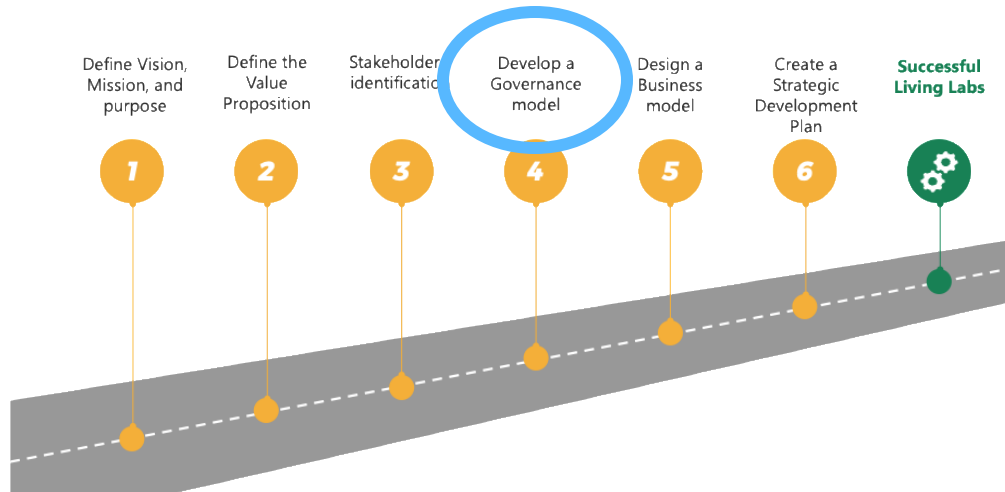 Define Vision,
Mission, and
purpose
1
Define the
Value
Proposition
2
Stakeholder
identificatio
3
Develop a
Governance
model
4
Design a
Business
model
5
Create a
Strategic
Development
Plan
6
Successful
Living Labs